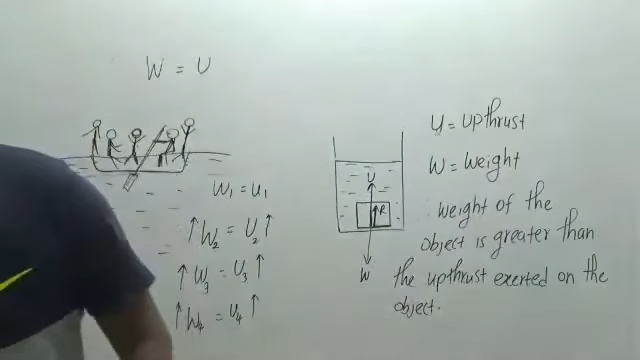 W = U
W1 = U1
↑W2 = U2↑
↑W3 = U3↑
↑W4 = U4↑
U
R
W
U = upthrust
W = weight
weight of the
object is greater than
the upthrust exerted on the
object.